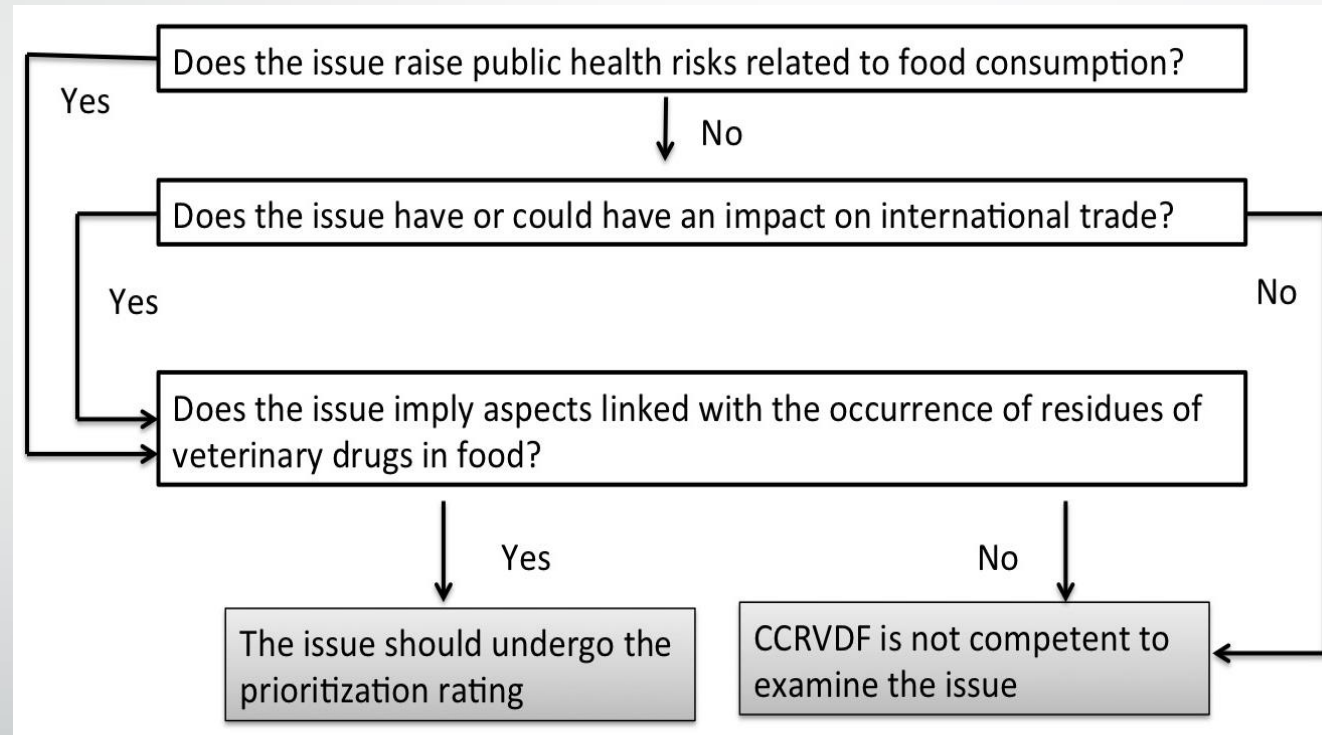 Does the issue raise public health risks related to food consumption?
Yes
No
Does the issue have or could have an impact on international trade?
Yes
No
Does the issue imply aspects linked with the occurrence of residues of
veterinary drugs in food?
Yes
No
The issue should undergo the
prioritization rating
CCRVDF is not competent to
examine the issue